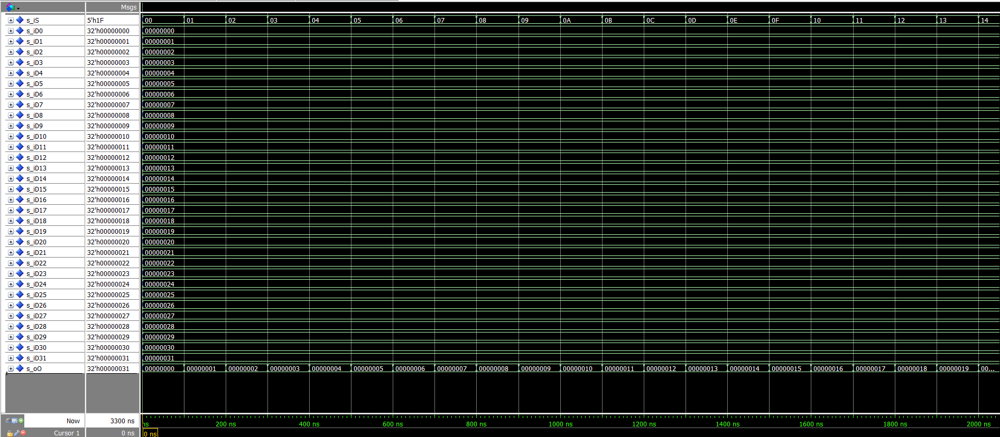 Msgs
s_iS 5'h1F 00 01 02 03 04 05 06 07 08 09 0A 0B 0C 0D 0E 0F 10 11 12 13 14
s_iD0 32'h00000000 00000000
s_iD1 32'h00000001 00000001
s_iD2 32'h00000002 00000002
s_iD3 32'h00000003 00000003
s_iD4 32'h00000004 00000004
s_iD5 32'h00000005 00000005
s_iD6 32'h00000006 00000006
s_iD7 32'h00000007 00000007
s_iD8 32'h00000008 00000008
s_iD9 32'h00000009 00000009
s_iD10 32'h00000010 00000010
s_iD11 32'h00000011 00000011
s_iD12 32'h00000012 00000012
s_iD13 32'h00000013 00000013
s_iD14 32'h00000014 00000014
s_iD15 32'h00000015 00000015
s_iD16 32'h00000016 00000016
s_iD17 32'h00000017 00000017
s_iD18 32'h00000018 00000018
s_iD19 32'h00000019 00000019
s_iD20 32'h00000020 00000020
s_iD21 32'h00000021 00000021
s_iD22 32'h00000022 00000022
s_iD23 32'h00000023 00000023
s_iD24 32'h00000024 00000024
s_iD25 32'h00000025 00000025
s_iD26 32'h00000026 00000026
s_iD27 32'h00000027 00000027
s_iD28 32'h00000028 00000028
s_iD29 32'h00000029 00000029
s_iD30 32'h00000030 00000030
s_iD31 32'h00000031 00000031
s_oO 32'h00000031 00000000 00000001 00000002 00000003 00000004 00000005 00000006 00000007 00000008 00000009 00000010 00000011 00000012 00000013 00000014 00000015 00000016 00000017 00000018 00000019 00...
Now 3300 ns ns 200 ns 400 ns 600 ns 800 ns 1000 ns 1200 ns 1400 ns 1600 ns 1800 ns 2000 ns
Cursor 1 0 ns 0 ns